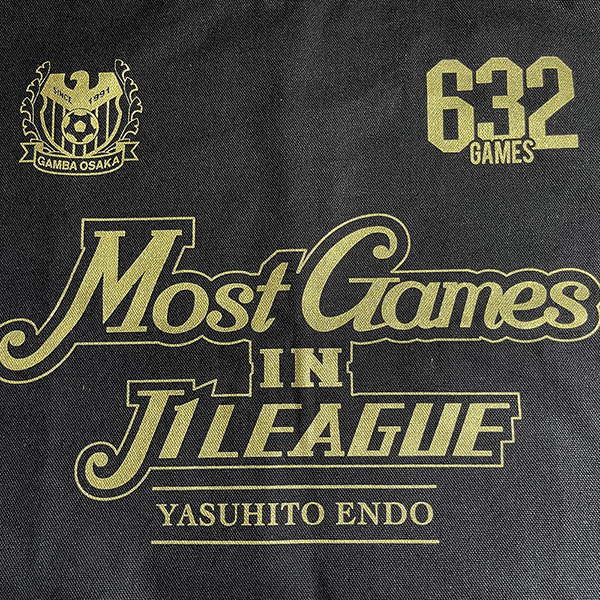 SINCE 1991
GAMBA OSAKA
632
GAMES
Most Games
IN
J1 LEAGUE
YASUHITO ENDO